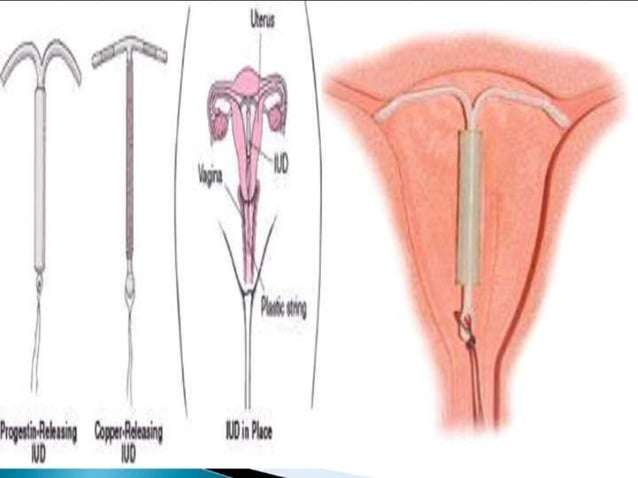 Uterus
IUD
Vagina
Plastic string
Progestin-Releasing
IUD
Copper-Releasing
IUD
IUD in Place